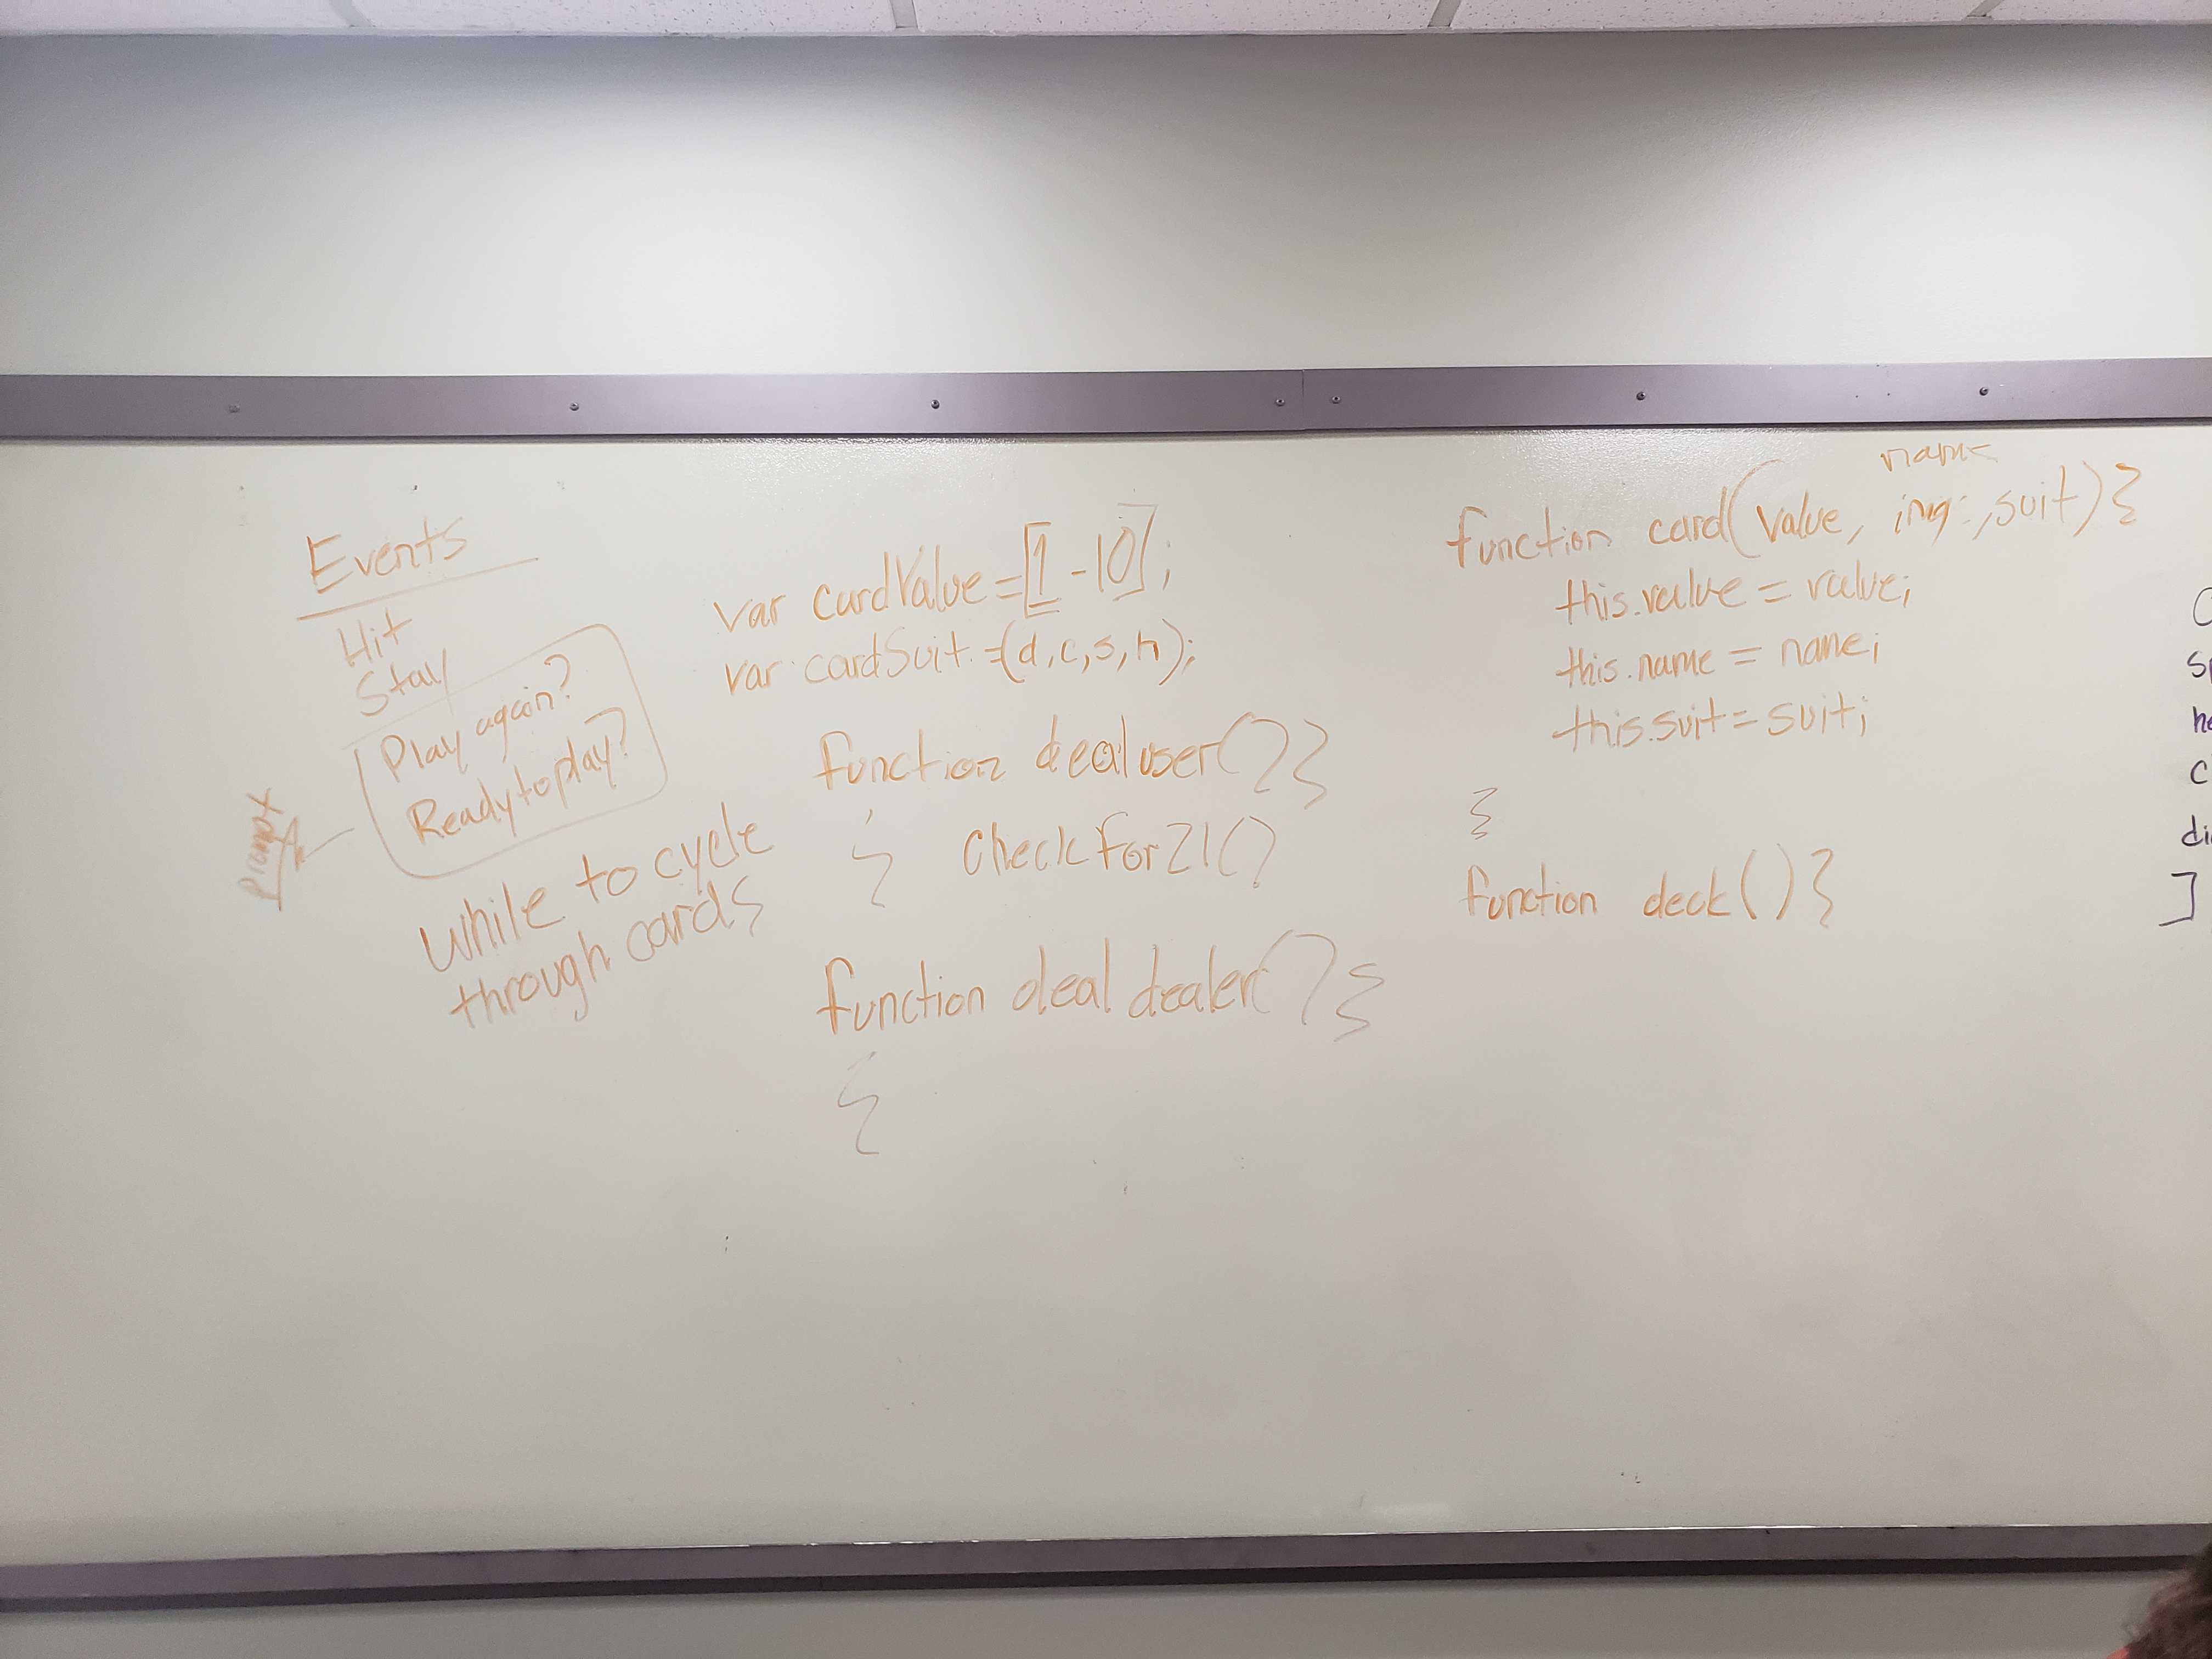 Events
Hit
Stay
Play again?
Ready to play?
prompt
while to cycle
through cards
var cardValue=[1-10];
var cardSuit=(d,c,s,h);
function dealuser(){
} CheckFor21()
function deal dealer(){
}
name
function card(value, img, suit){
this.value = value;
this.name = name;
this.suit = suit;
}
function deck(){
sp
he
c
di
]